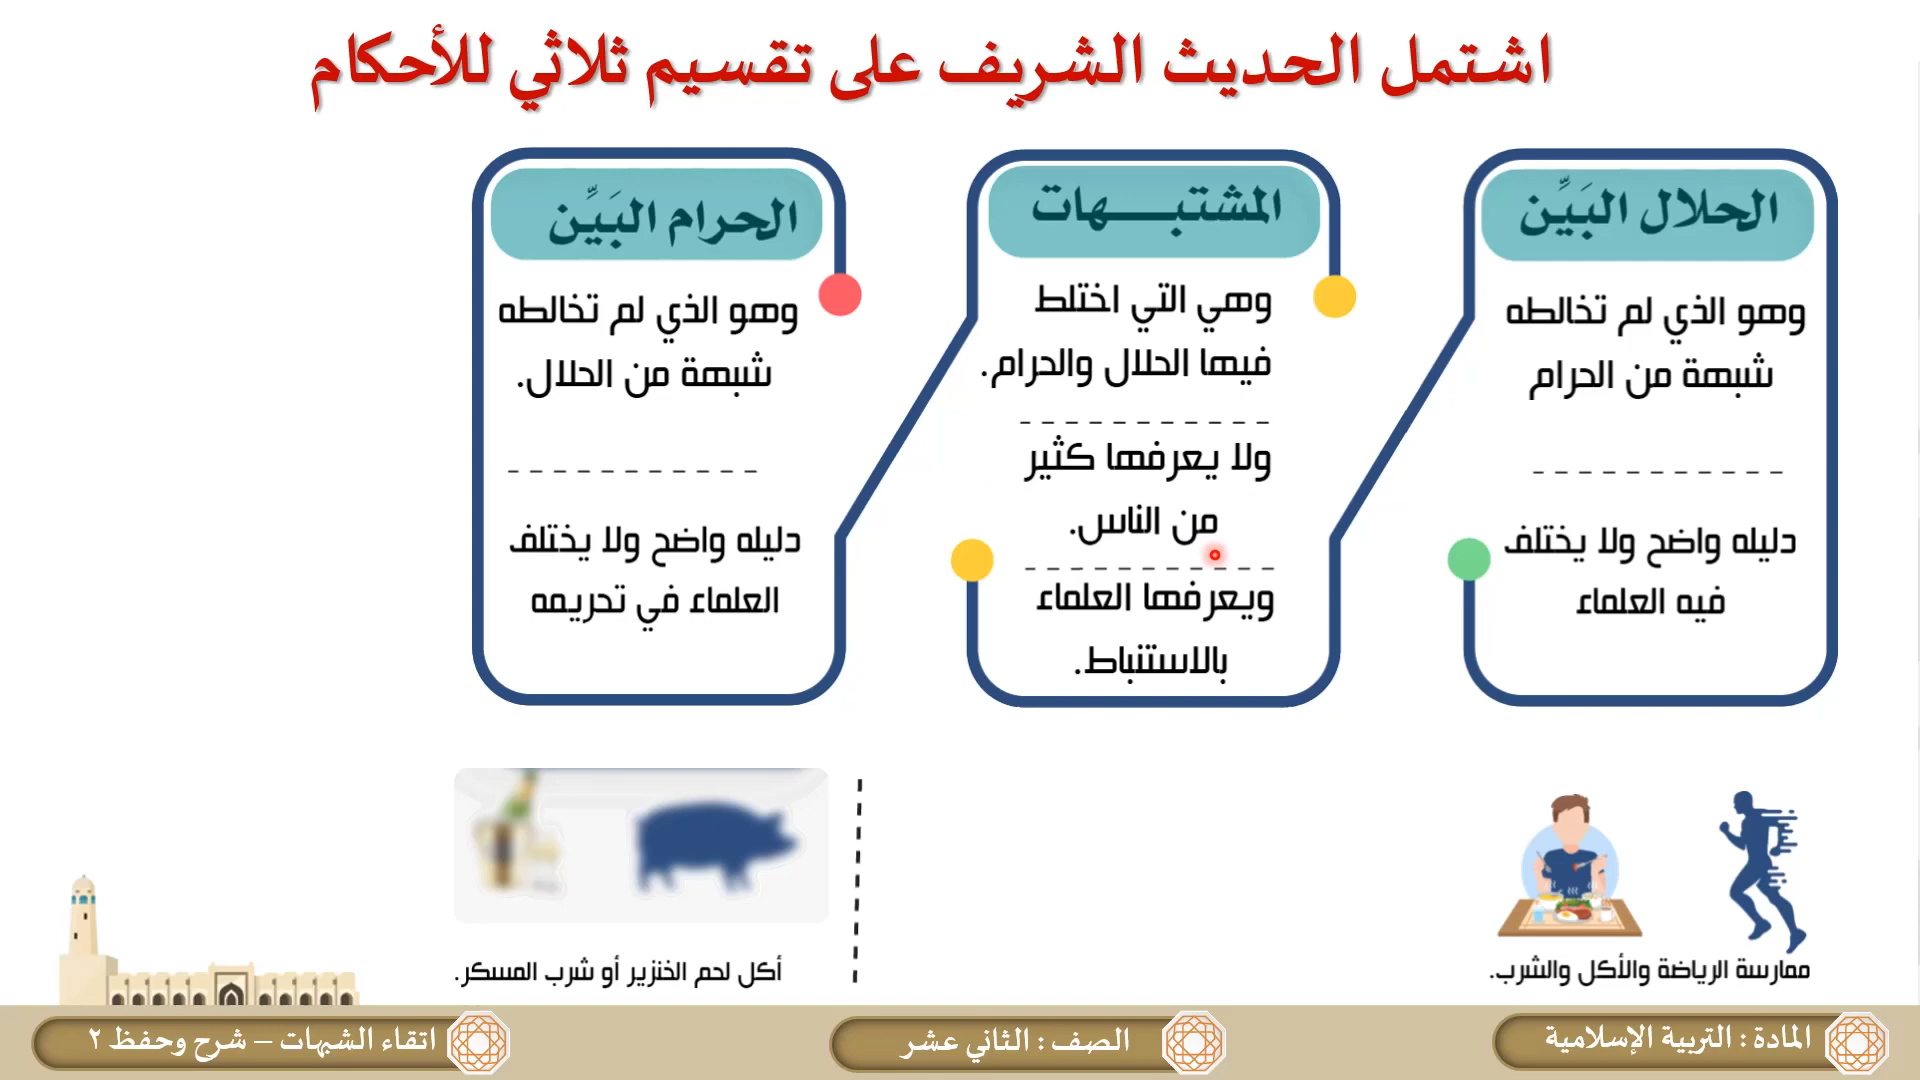 اشتمل الحديث الشريف على تقسيم ثلاثي للأحكام
الحلال البَيِّن
وهو الذي لم تخالطه
شبهة من الحرام
دليله واضح ولا يختلف
فيه العلماء
المشتبـــهات
وهي التي اختلط
فيها الحلال والحرام.
ولا يعرفها كثير
من الناس.
ويعرفها العلماء
بالاستنباط.
الحرام البَيِّن
وهو الذي لم تخالطه
شبهة من الحلال.
دليله واضح ولا يختلف
العلماء في تحريمه
ممارسة الرياضة والأكل والشرب.
أكل لحم الخنزير أو شرب المسكر.
المادة : التربية الإسلامية
الصف : الثاني عشر
اتقاء الشبهات – شرح وحفظ ٢